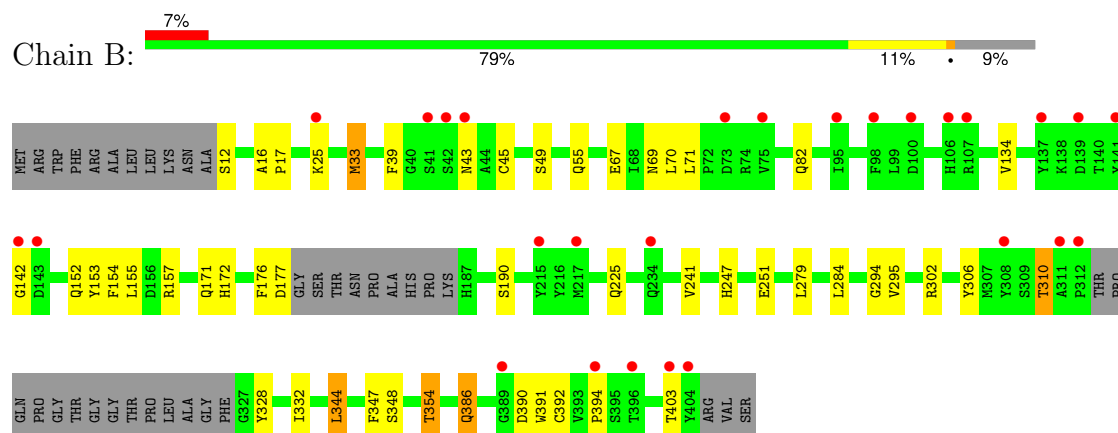 7%
Chain B:
79% 11% • 9%
MET ARG TRP PHE ARG ALA LEU LEU LYS ASN ALA S12 A16 P17 K25 M33 F39 G40 S41 S42 N43 A44 C45 S49 Q55 E67 I68 N69 L70 L71 P72 D73 R74 V75 Q82 I95 F98 L99 D100 H106 R107 V134 Y137 K138 D139 T140 Y141
G142 D143 Q152 Y153 F154 L155 D156 R157 Q171 H172 F176 D177 GLY SER THR ASN PRO ALA HIS PRO LYS H187 S190 Y215 Y216 M217 Q225 Q234 V241 H247 E251 L279 L284 G294 V295 R302 Y306 M307 Y308 S309 T310 A311 P312 THR PRO
GLN PRO GLY THR GLY GLY THR PRO LEU ALA GLY PHE G327 Y328 I332 L344 F347 S348 T354 Q386 G389 D390 W391 C392 V393 P394 S395 T396 T403 Y404 ARG VAL SER